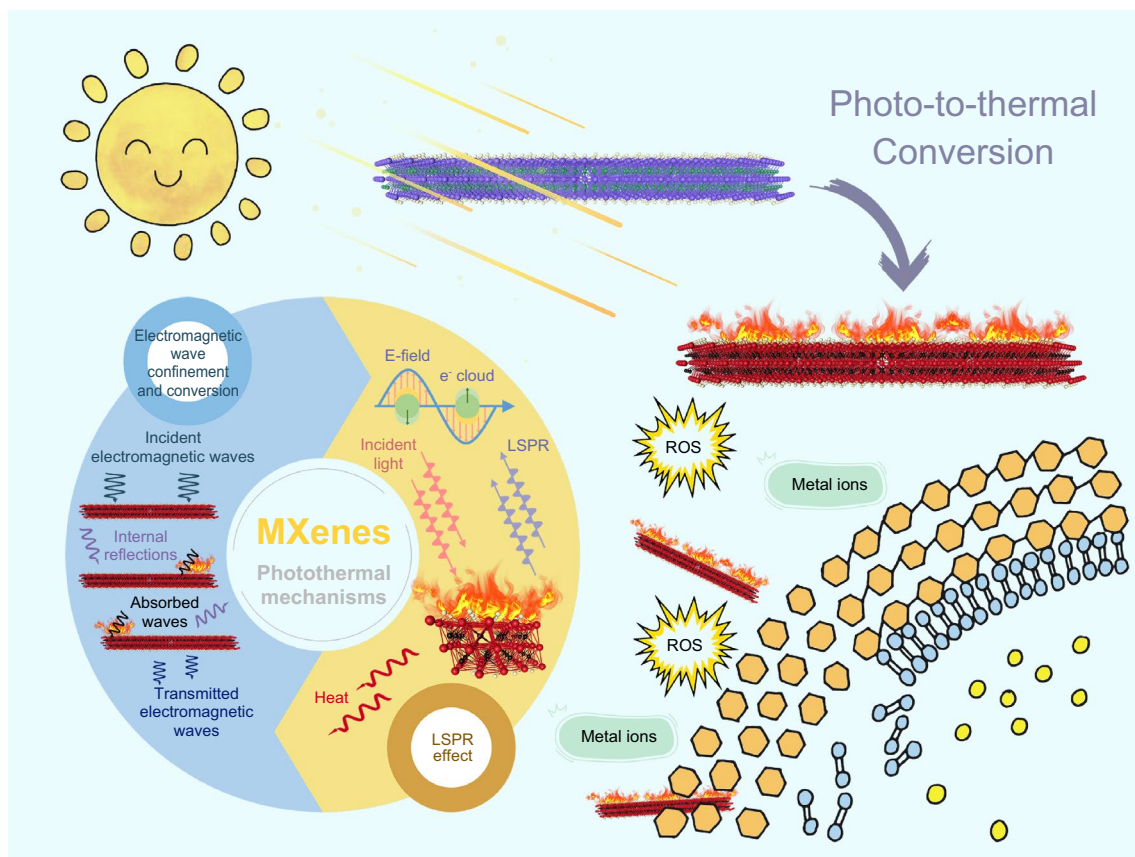 Photo-to-thermal
Conversion
Electromagnetic
wave
confinement
and conversion
E-field
e⁻ cloud
Incident
electromagnetic waves
Incident
light
LSPR
Internal
reflections
MXenes
Photothermal
mechanisms
Absorbed
waves
Transmitted
electromagnetic
waves
Heat
LSPR
effect
ROS
Metal ions
ROS
Metal ions